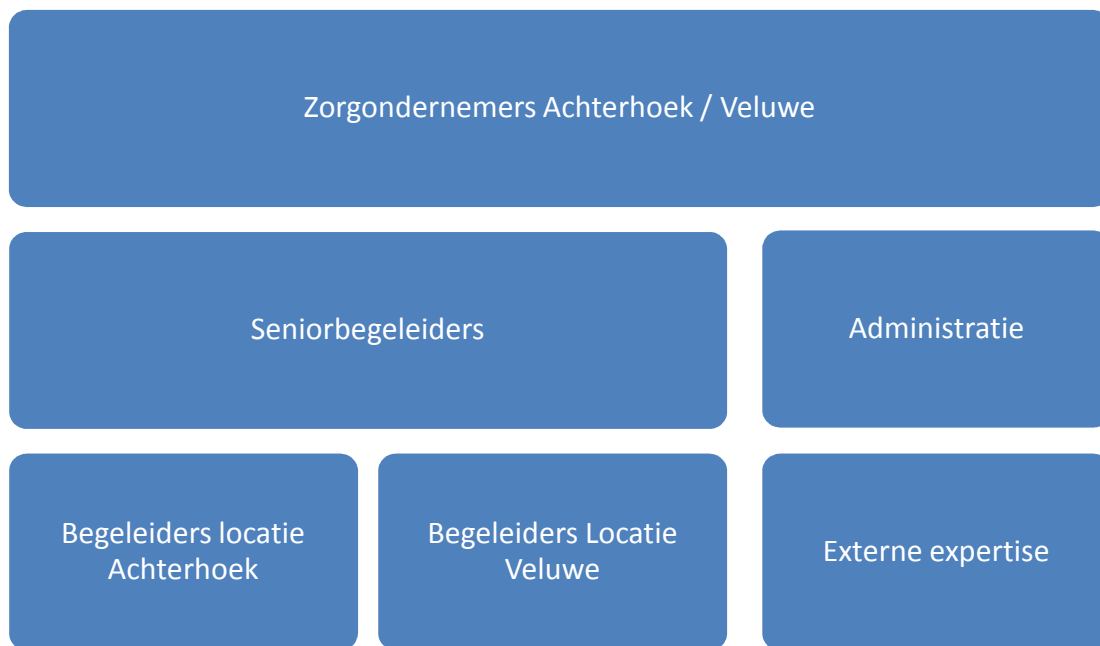 Zorgondernemers Achterhoek / Veluwe
Seniorbegeleiders
Administratie
Begeleiders locatie
Achterhoek
Begeleiders Locatie
Veluwe
Externe expertise